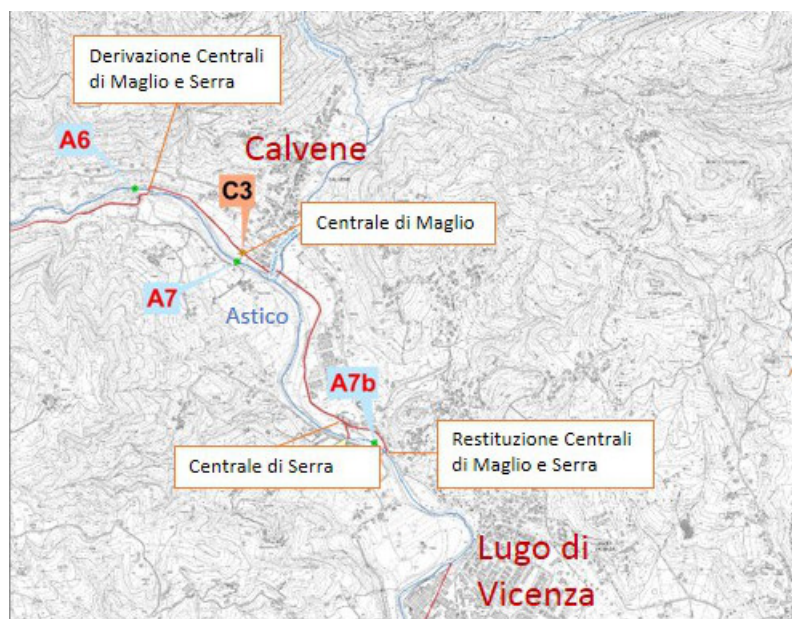 Derivazione Centrali
di Maglio e Serra
A6
Calvene
C3
Centrale di Maglio
A7
Astico
A7b
Centrale di Serra
Restituzione Centrali
di Maglio e Serra
Lugo di
Vicenza